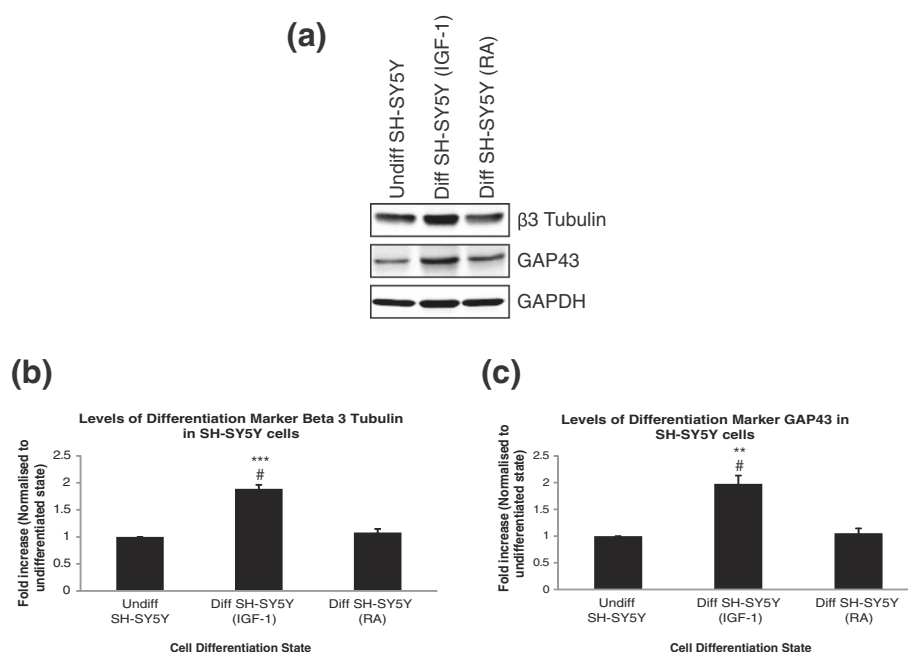 (a)
Undiff SH-SY5Y
Diff SH-SY5Y (IGF-1)
Diff SH-SY5Y (RA)
β3 Tubulin
GAP43
GAPDH
(b)
Levels of Differentiation Marker Beta 3 Tubulin
in SH-SY5Y cells
Fold increase (Normalised to
undifferentiated state)
2.5
2
1.5
1
0.5
0
***
#
Undiff
SH-SY5Y
Diff SH-SY5Y
(IGF-1)
Diff SH-SY5Y
(RA)
Cell Differentiation State
(c)
Levels of Differentiation Marker GAP43 in
SH-SY5Y cells
Fold increase (Normalised to
undifferentiated state)
2.5
2
1.5
1
0.5
0
**
#
Undiff
SH-SY5Y
Diff SH-SY5Y
(IGF-1)
Diff SH-SY5Y
(RA)
Cell Differentiation State